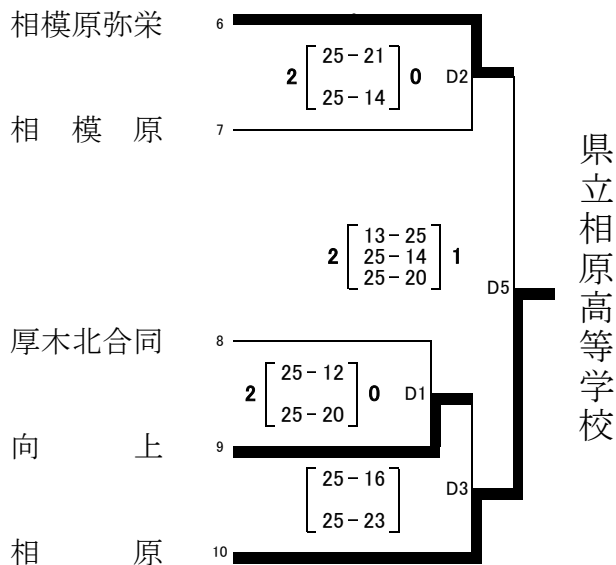 相模原弥栄 6
2 25-21 0 D2
25-14
相模原 7
13-25
2 25-14 1
25-20
D5
県立相原高等学校
厚木北合同 8
25-12
2 0 D1
25-20
向上 9
25-16
D3
25-23
相原 10